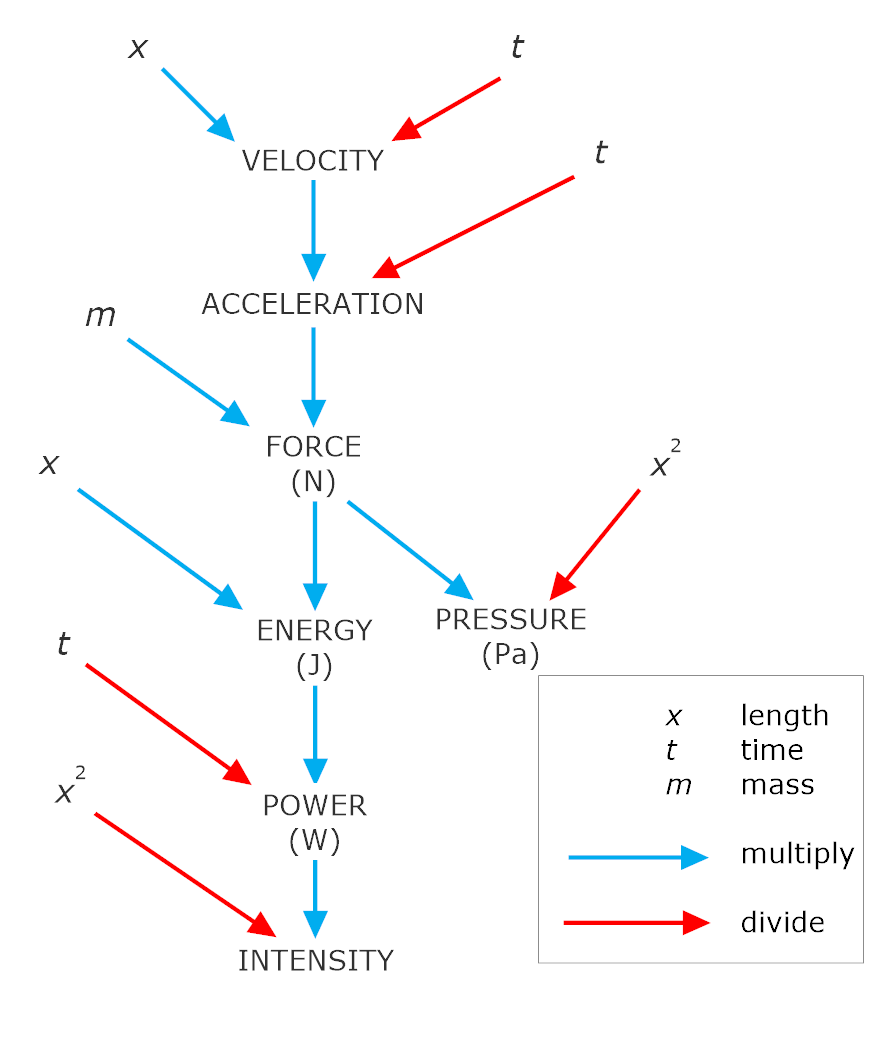 x
t
VELOCITY
t
ACCELERATION
m
FORCE
(N)
x
x²
ENERGY
(J)
PRESSURE
(Pa)
t
x²
POWER
(W)
INTENSITY
x length
t time
m mass
multiply
divide